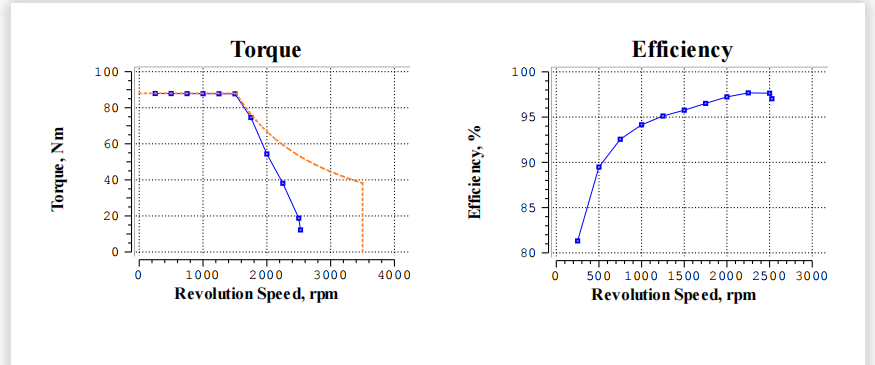 Torque
Efficiency
100
80
60
40
20
0
Torque, Nm
0 1000 2000 3000 4000
Revolution Speed, rpm
100
95
90
85
80
Efficiency, %
0 500 1000 1500 2000 2500 3000
Revolution Speed, rpm